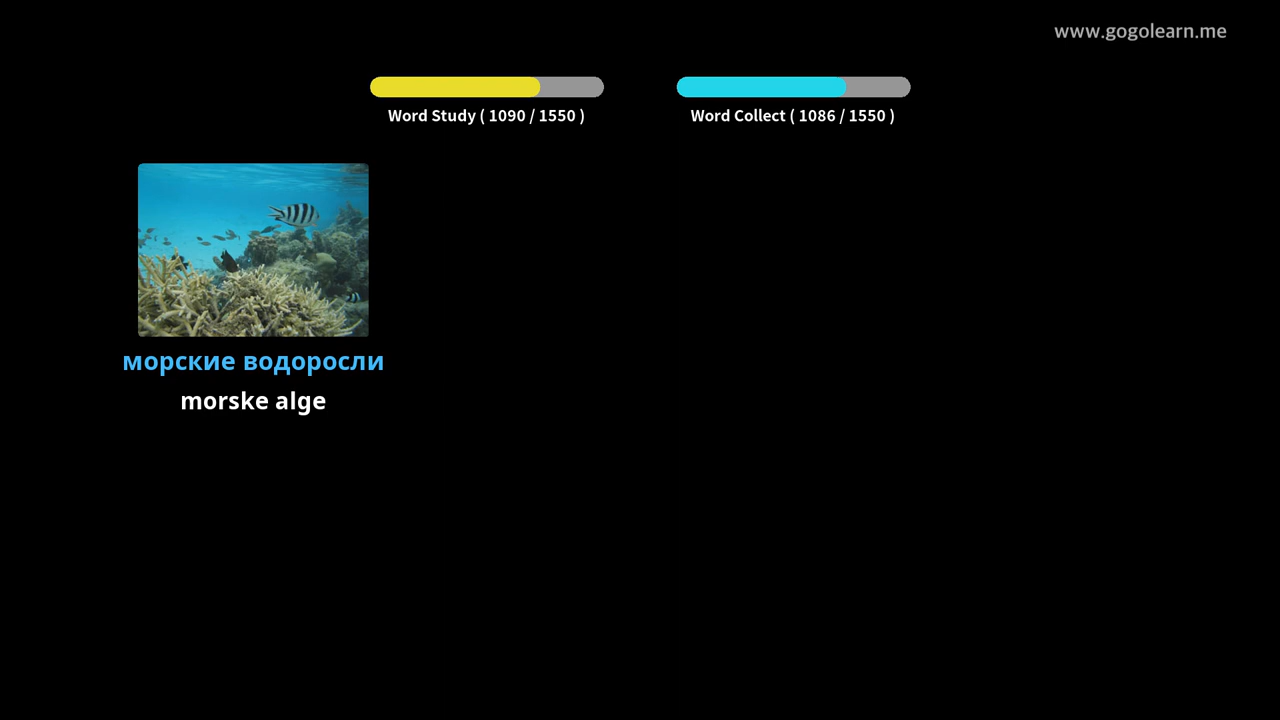 www.gogolearn.me
Word Study ( 1090 / 1550 )
Word Collect ( 1086 / 1550 )
морские водоросли
morske alge